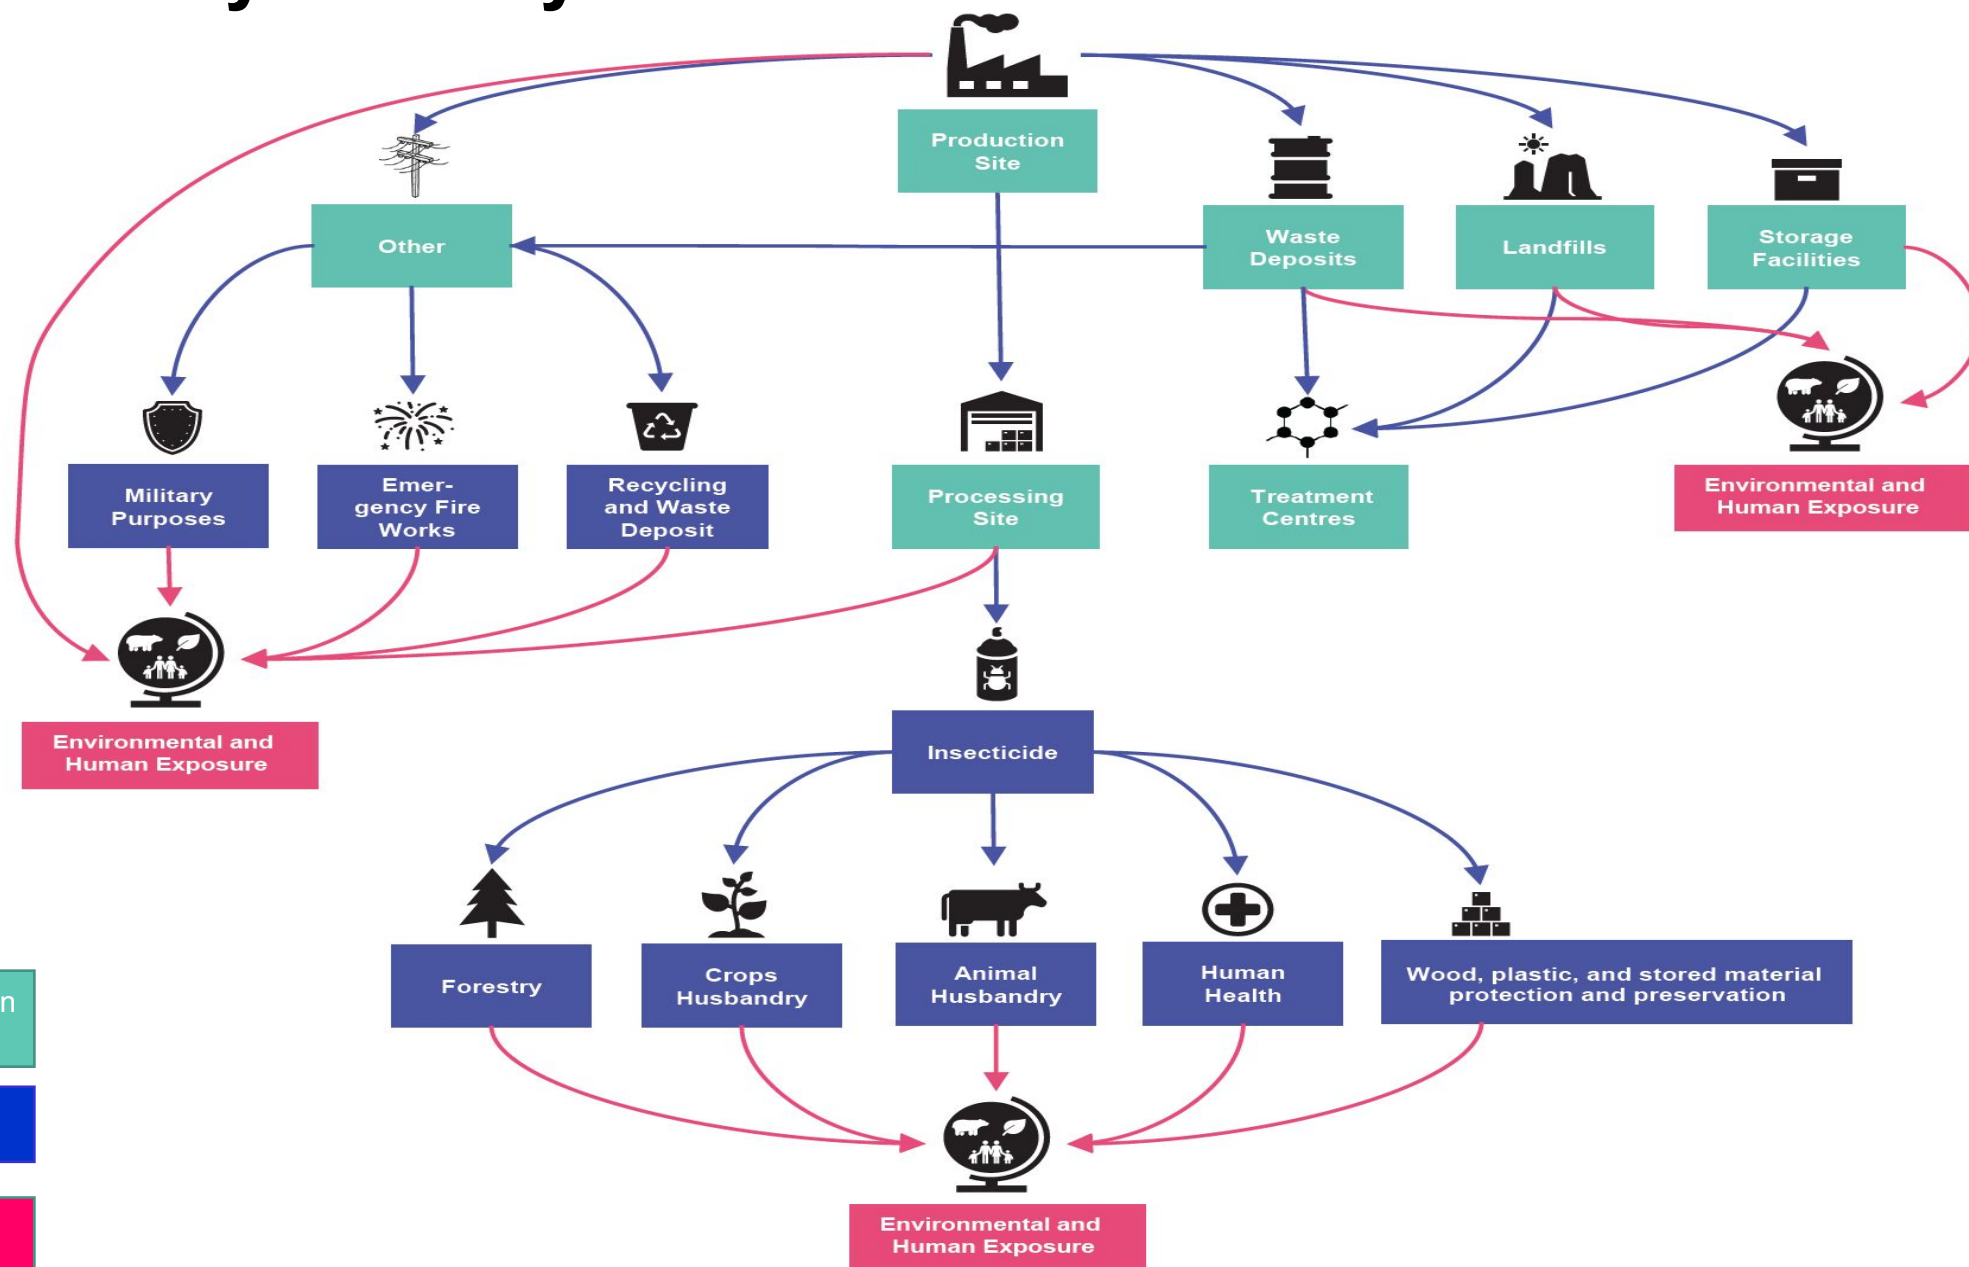 Production
Site
Other
Waste
Deposits
Landfills
Storage
Facilities
Military
Purposes
Emer-
gency Fire
Works
Recycling
and Waste
Deposit
Processing
Site
Treatment
Centres
Environmental and
Human Exposure
Environmental and
Human Exposure
Insecticide
Forestry
Crops
Husbandry
Animal
Husbandry
Human
Health
Wood, plastic, and stored material
protection and preservation
n
Environmental and
Human Exposure